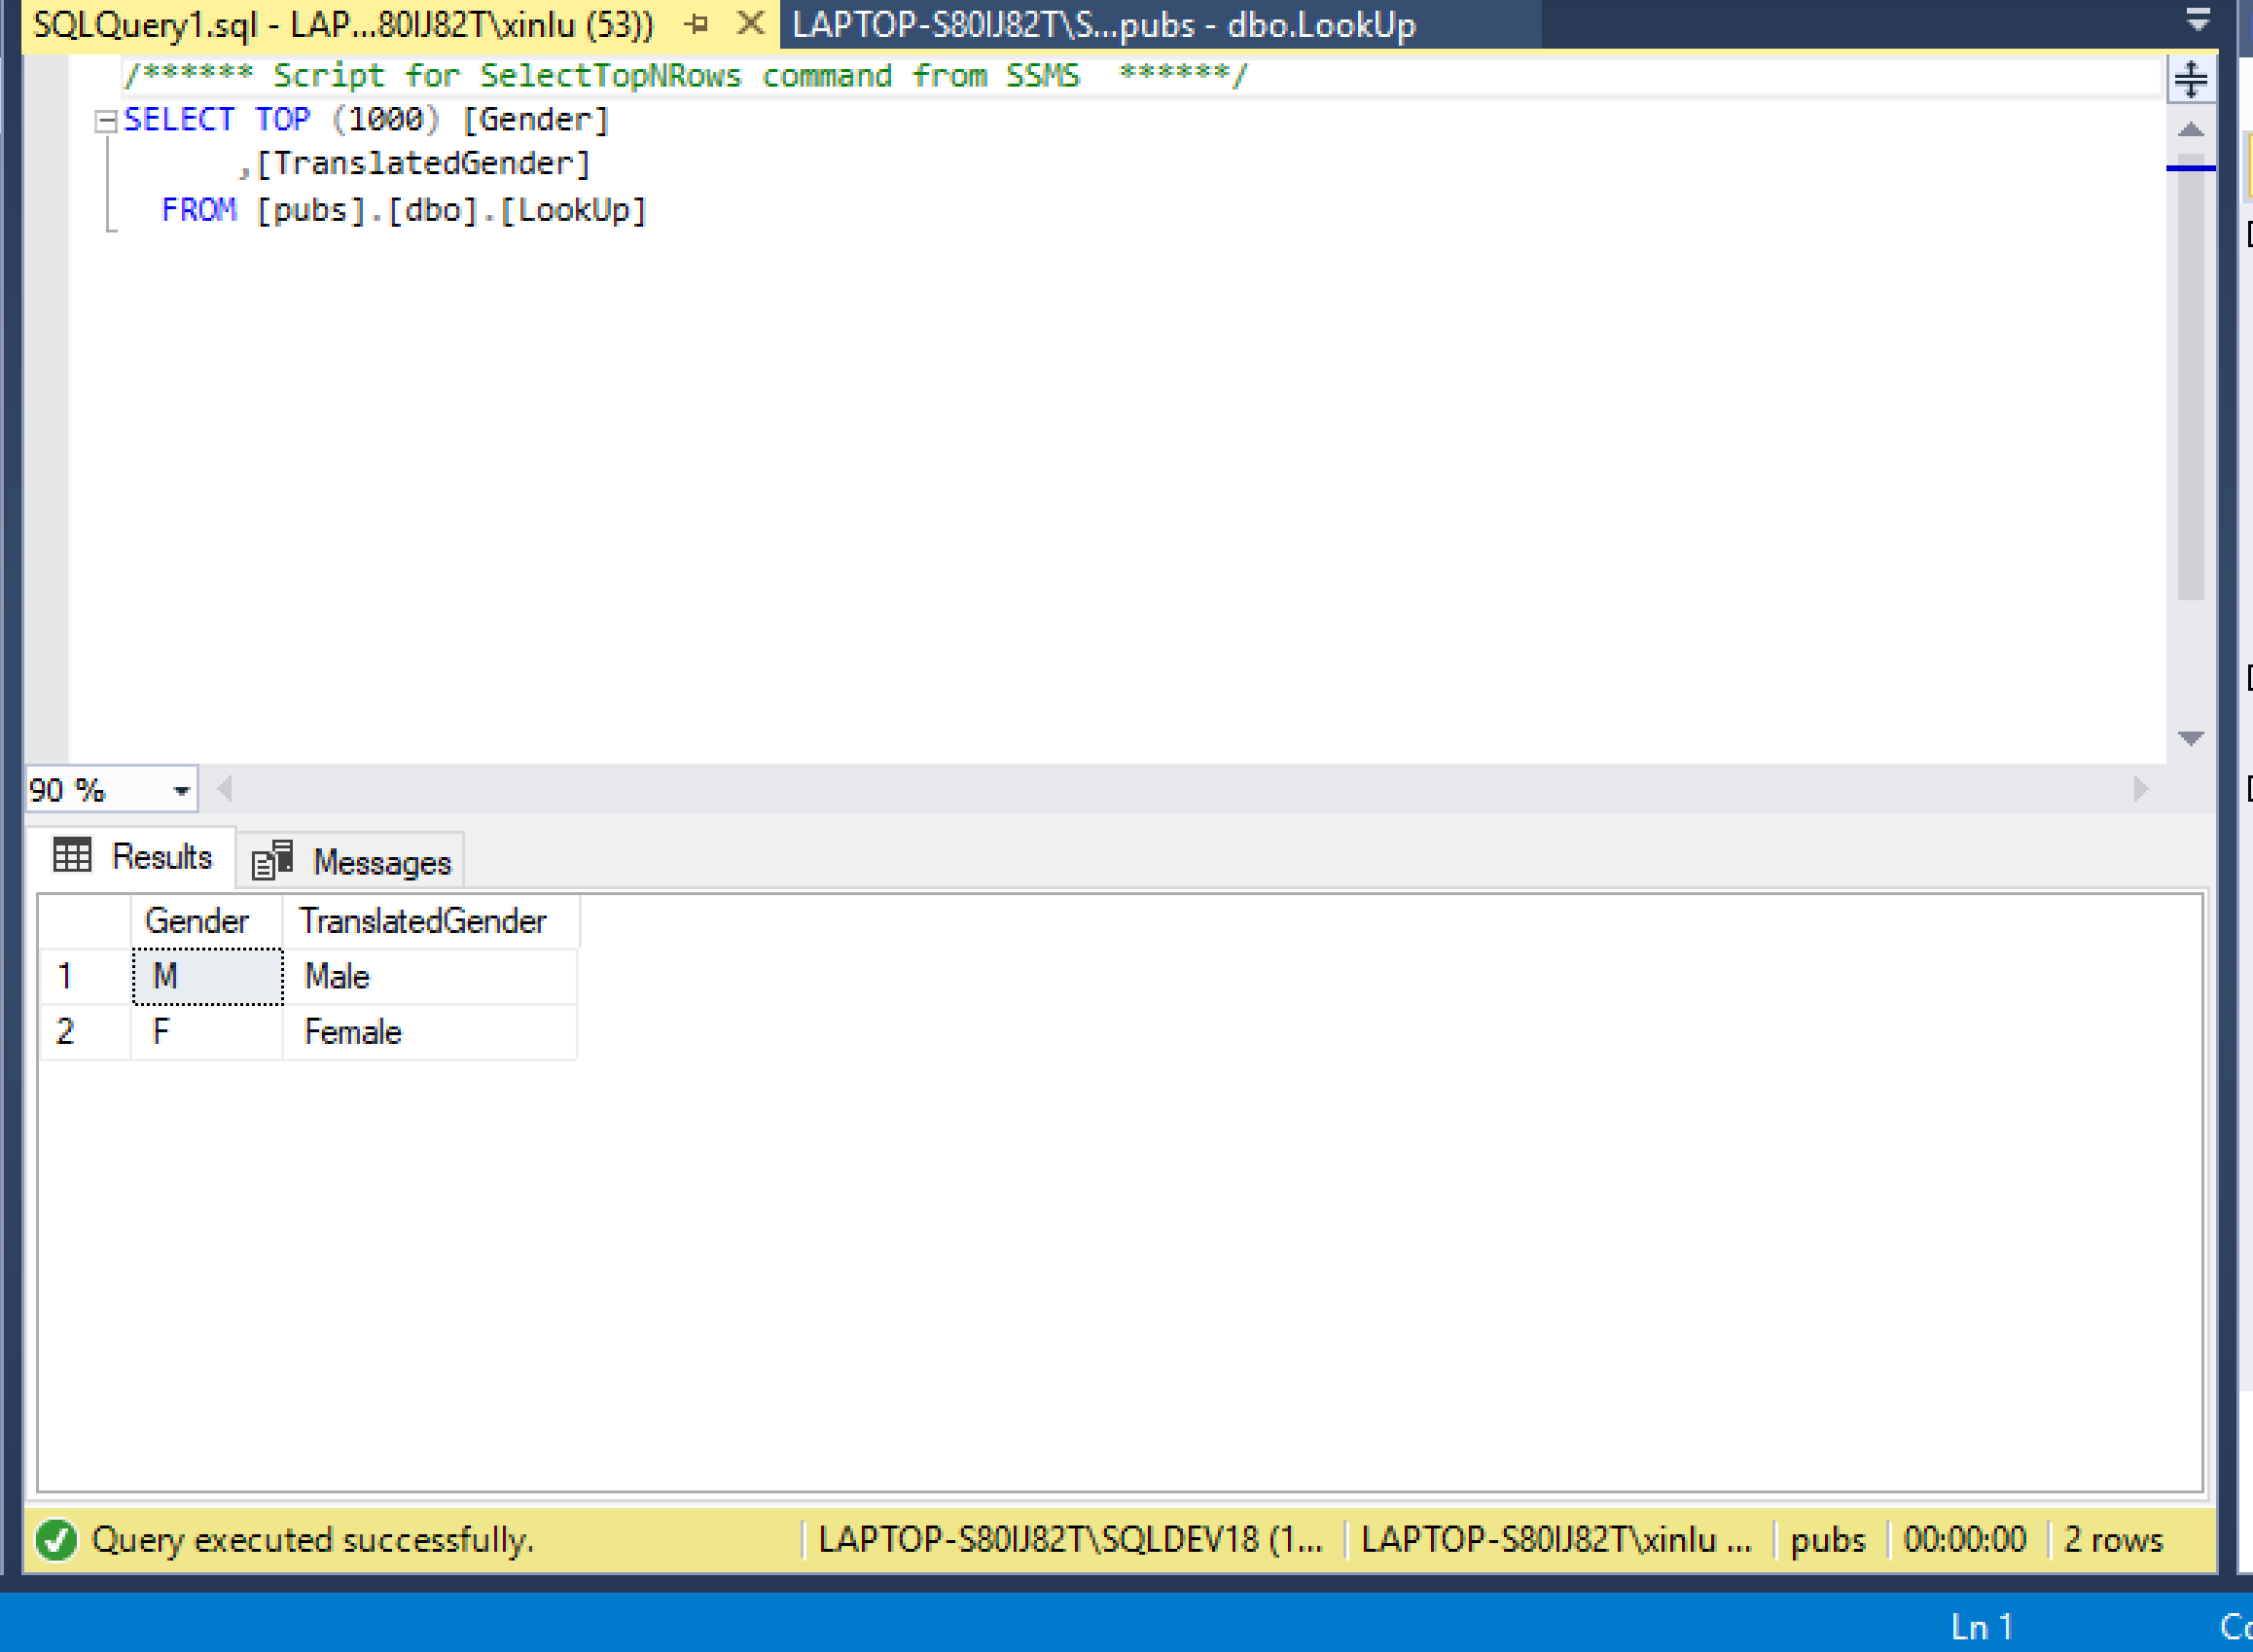 SQLQuery1.sql - LAP...80IJ82T\xinlu (53))
LAPTOP-S80IJ82T\S...pubs - dbo.LookUp
/****** Script for SelectTopNRows command from SSMS  ******/
SELECT TOP (1000) [Gender]
,[TranslatedGender]
FROM [pubs].[dbo].[LookUp]
90 %
Results Messages
Gender TranslatedGender
1 M Male
2 F Female
Query executed successfully. LAPTOP-S80IJ82T\SQLDEV18 (1... LAPTOP-S80IJ82T\xinlu ... pubs 00:00:00 2 rows
Ln 1